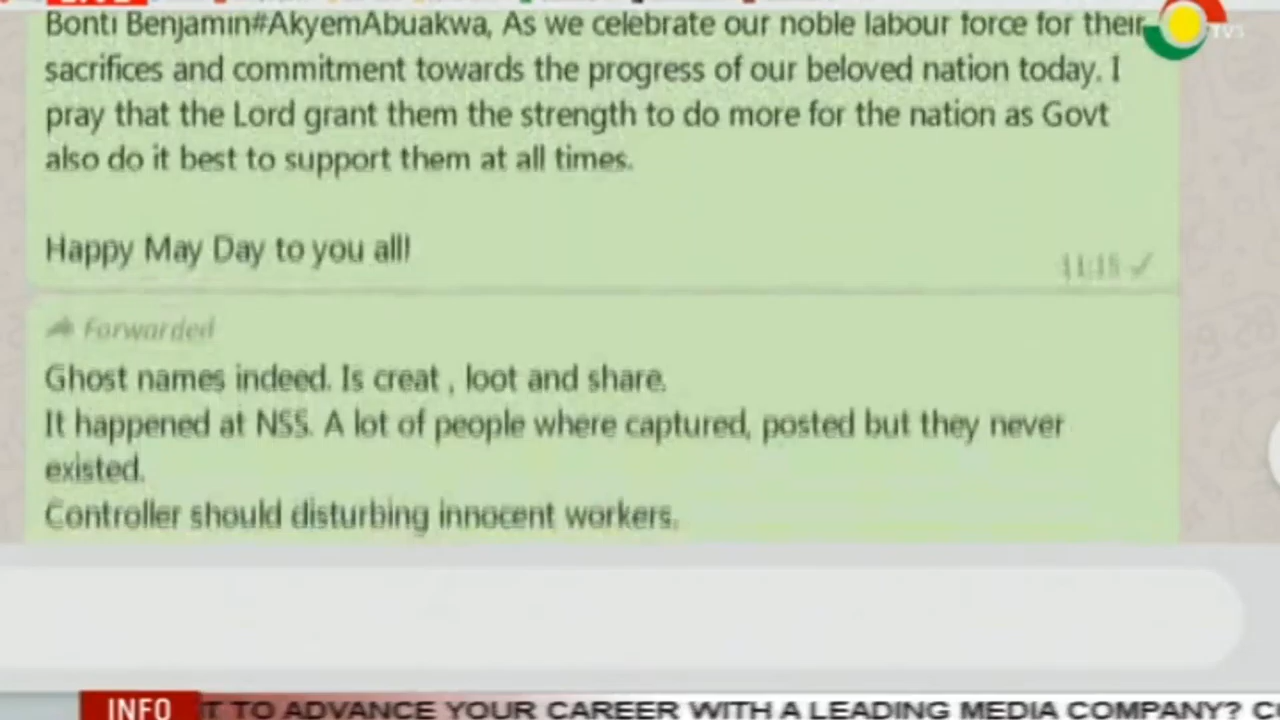 Bonti Benjamin#AkyemAbuakwa, As we celebrate our noble labour force for their
TV3
sacrifices and commitment towards the progress of our beloved nation today. I
pray that the Lord grant them the strength to do more for the nation as Govt
also do it best to support them at all times.
Happy May Day to you all!
11:15
Forwarded
Ghost names indeed. Is creat , loot and share.
It happened at NSS. A lot of people where captured, posted but they never
existed.
Controller should disturbing innocent workers.
INFO
T TO ADVANCE YOUR CAREER WITH A LEADING MEDIA COMPANY?